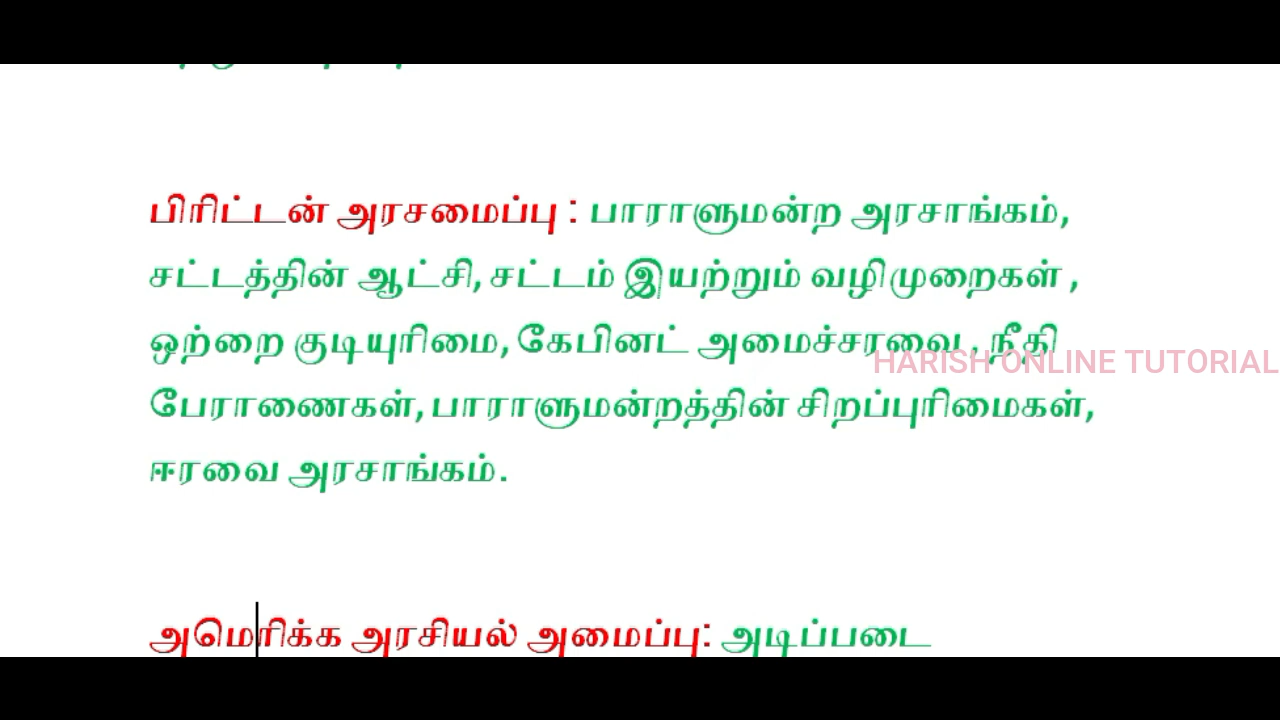 பிரிட்டன் அரசமைப்பு : பாராளுமன்ற அரசாங்கம்,
சட்டத்தின் ஆட்சி, சட்டம் இயற்றும் வழிமுறைகள் ,
ஒற்றை குடியுரிமை, கேபினட் அமைச்சரவை , நீதி
HARISH ONLINE TUTORIAL
பேராணைகள், பாராளுமன்றத்தின் சிறப்புரிமைகள்,
ஈரவை அரசாங்கம்.
அமெரிக்க அரசியல் அமைப்பு: அடிப்படை